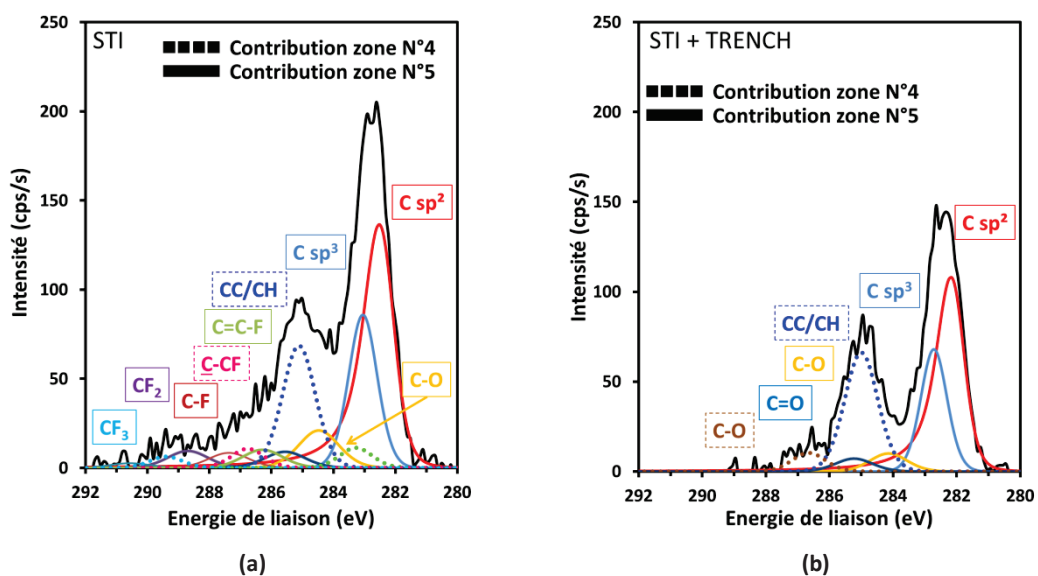 STI
Contribution zone N°4
Contribution zone N°5
250
200
150
100
50
0
Intensité (cps/s)
C sp²
C sp³
CC/CH
C=C-F
C-CF
C-O
CF₂
C-F
CF₃
292 290 288 286 284 282 280
Energie de liaison (eV)
(a)
STI + TRENCH
Contribution zone N°4
Contribution zone N°5
250
200
150
100
50
0
Intensité (cps/s)
C sp²
C sp³
CC/CH
C-O
C=O
C-O
292 290 288 286 284 282 280
Energie de liaison (eV)
(b)